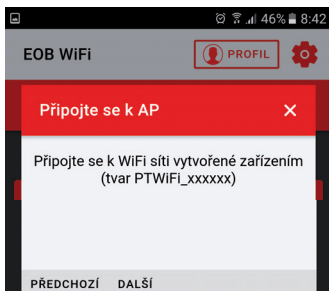 46% 8:42
EOB WiFi
PROFIL
Připojte se k AP
Připojte se k WiFi síti vytvořené zařízením
(tvar PTWiFi_xxxxxx)
PŘEDCHOZÍ DALŠÍ